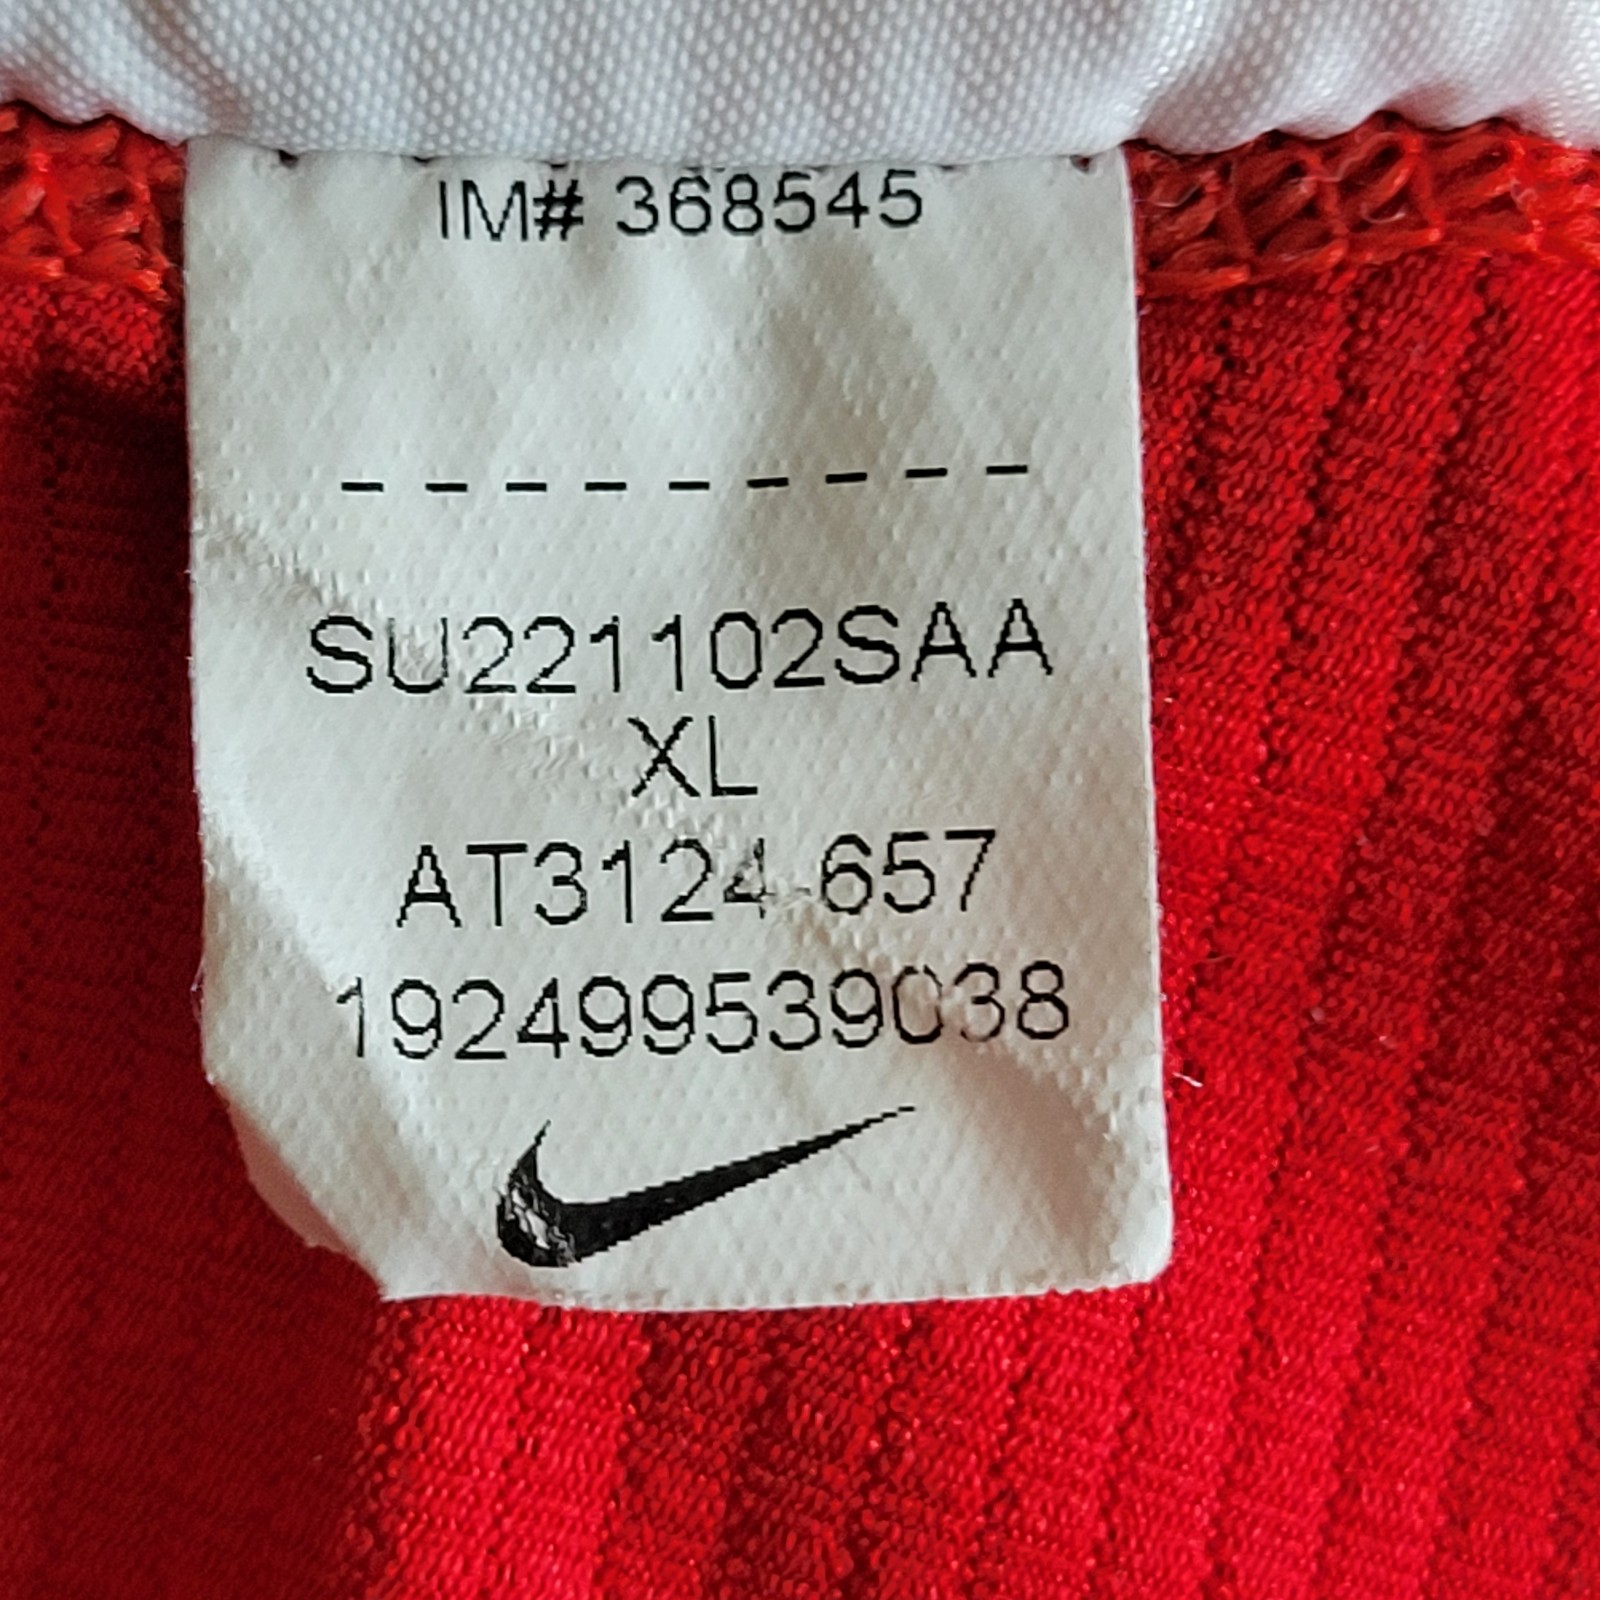 IM# 368545
- - - - - - - - -
SU221102SAA
XL
AT3124-657
192499539038